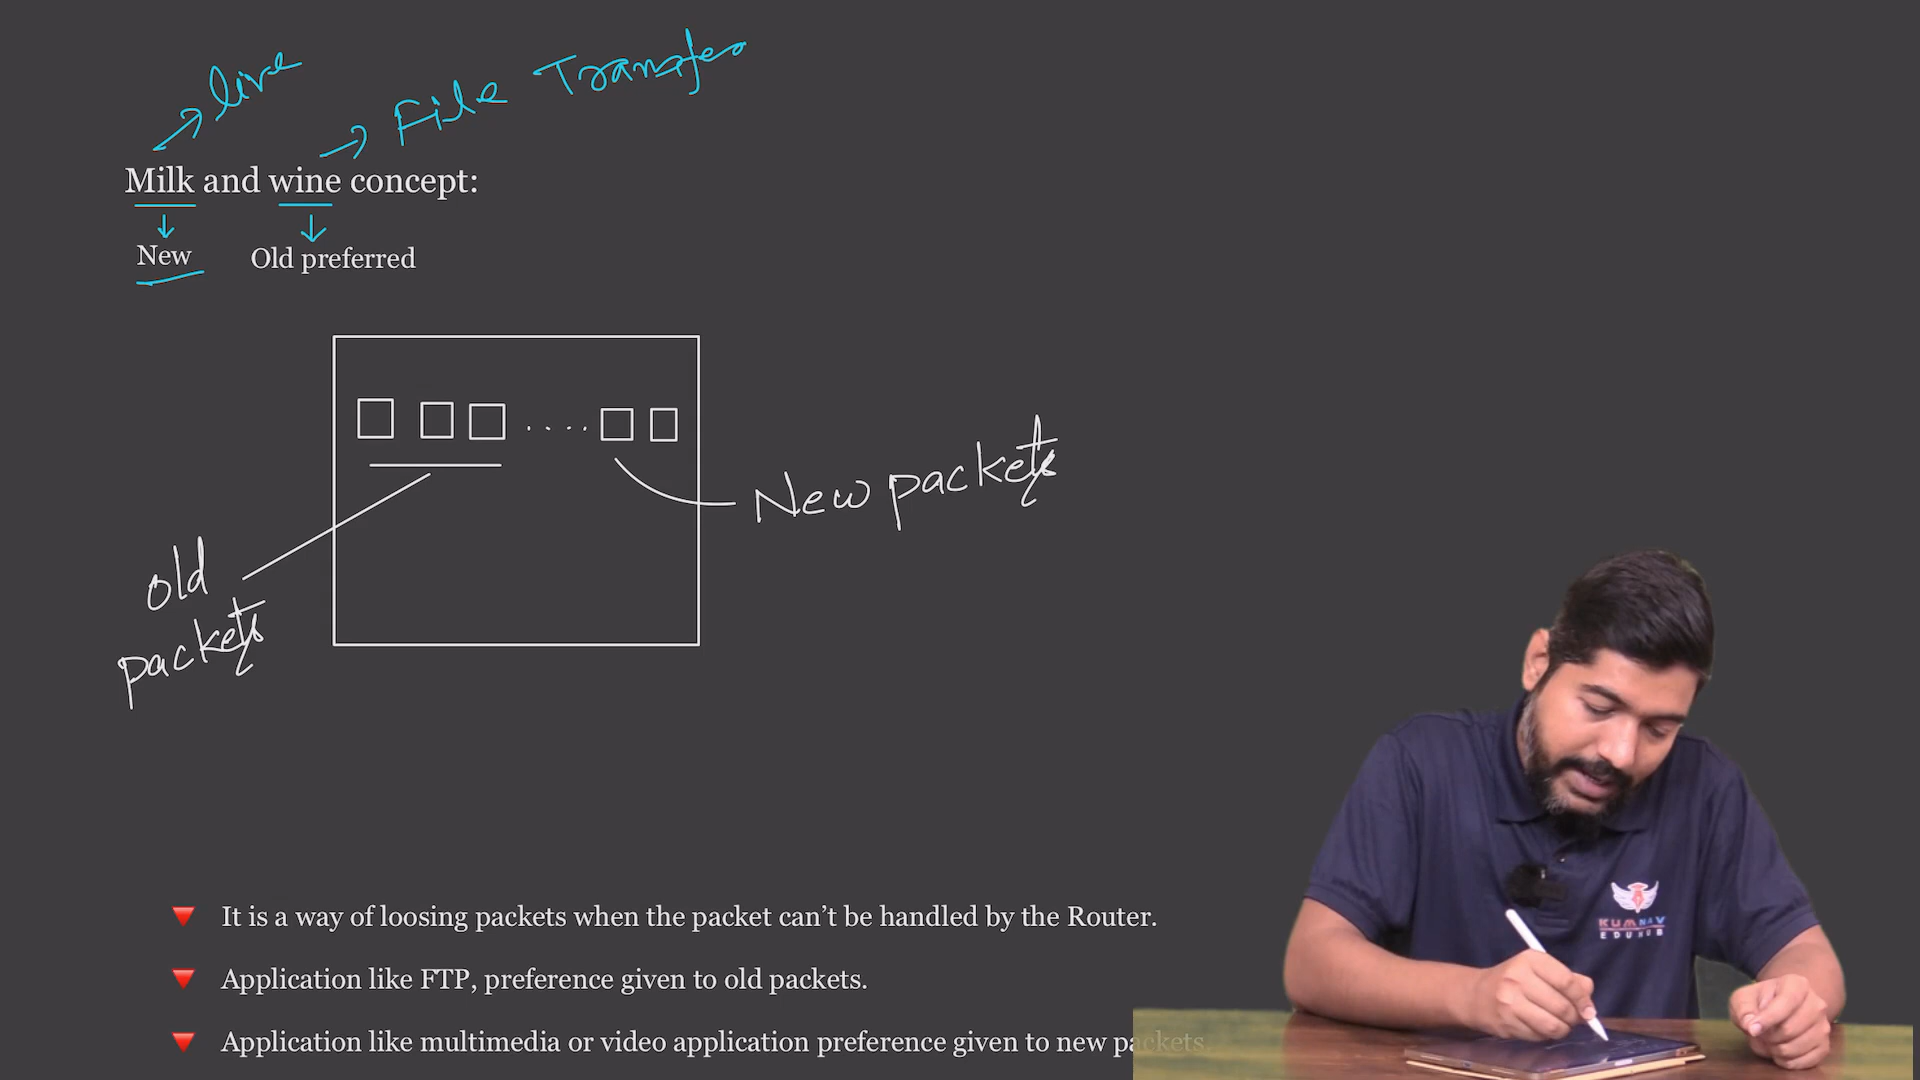 live
File Transfer
Milk and wine concept:
New Old preferred
New packets
old
packets
🔻 It is a way of loosing packets when the packet can’t be handled by the Router.
🔻 Application like FTP, preference given to old packets.
🔻 Application like multimedia or video application preference given to new packets.
KUMNAV
EDUHUB